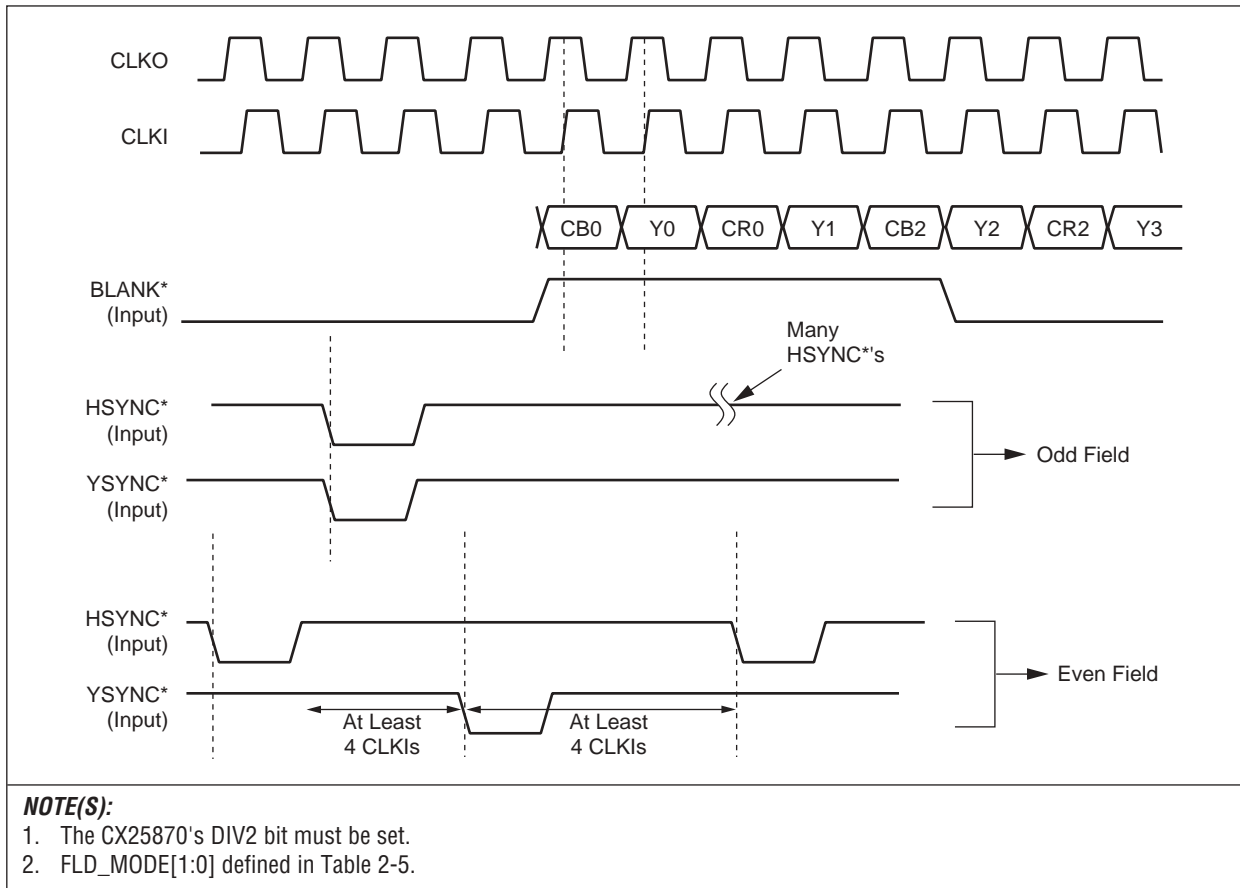 CLKO
CLKI
CB0 Y0 CR0 Y1 CB2 Y2 CR2 Y3
BLANK*
(Input)
Many
HSYNC*'s
HSYNC*
(Input)
Odd Field
YSYNC*
(Input)
HSYNC*
(Input)
Even Field
YSYNC*
(Input)
At Least
4 CLKIs
At Least
4 CLKIs
NOTE(S):
1. The CX25870's DIV2 bit must be set.
2. FLD_MODE[1:0] defined in Table 2-5.